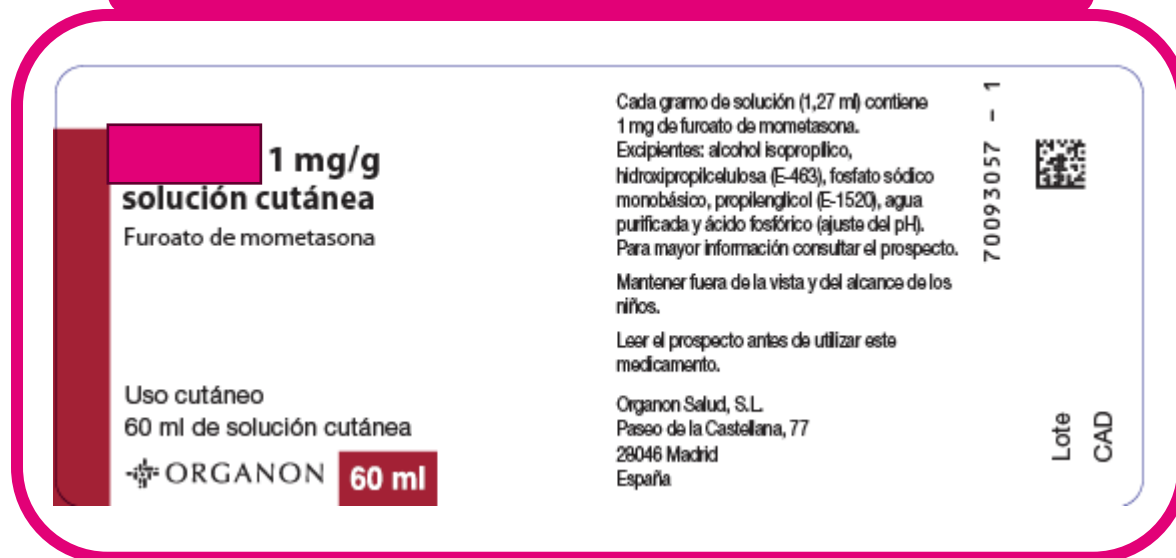 1 mg/g
solución cutánea
Furoato de mometasona
Uso cutáneo
60 ml de solución cutánea
ORGANON
60 ml
Cada gramo de solución (1,27 ml) contiene
1 mg de furoato de mometasona.
Excipientes: alcohol isopropílico,
hidroxipropilcelulosa (E-463), fosfato sódico
monobásico, propilenglicol (E-1520), agua
purificada y ácido fosfórico (ajuste del pH).
Para mayor información consultar el prospecto.
Mantener fuera de la vista y del alcance de los
niños.
Leer el prospecto antes de utilizar este
medicamento.
Organon Salud, S.L.
Paseo de la Castellana, 77
28046 Madrid
España
70093057 - 1
Lote
CAD